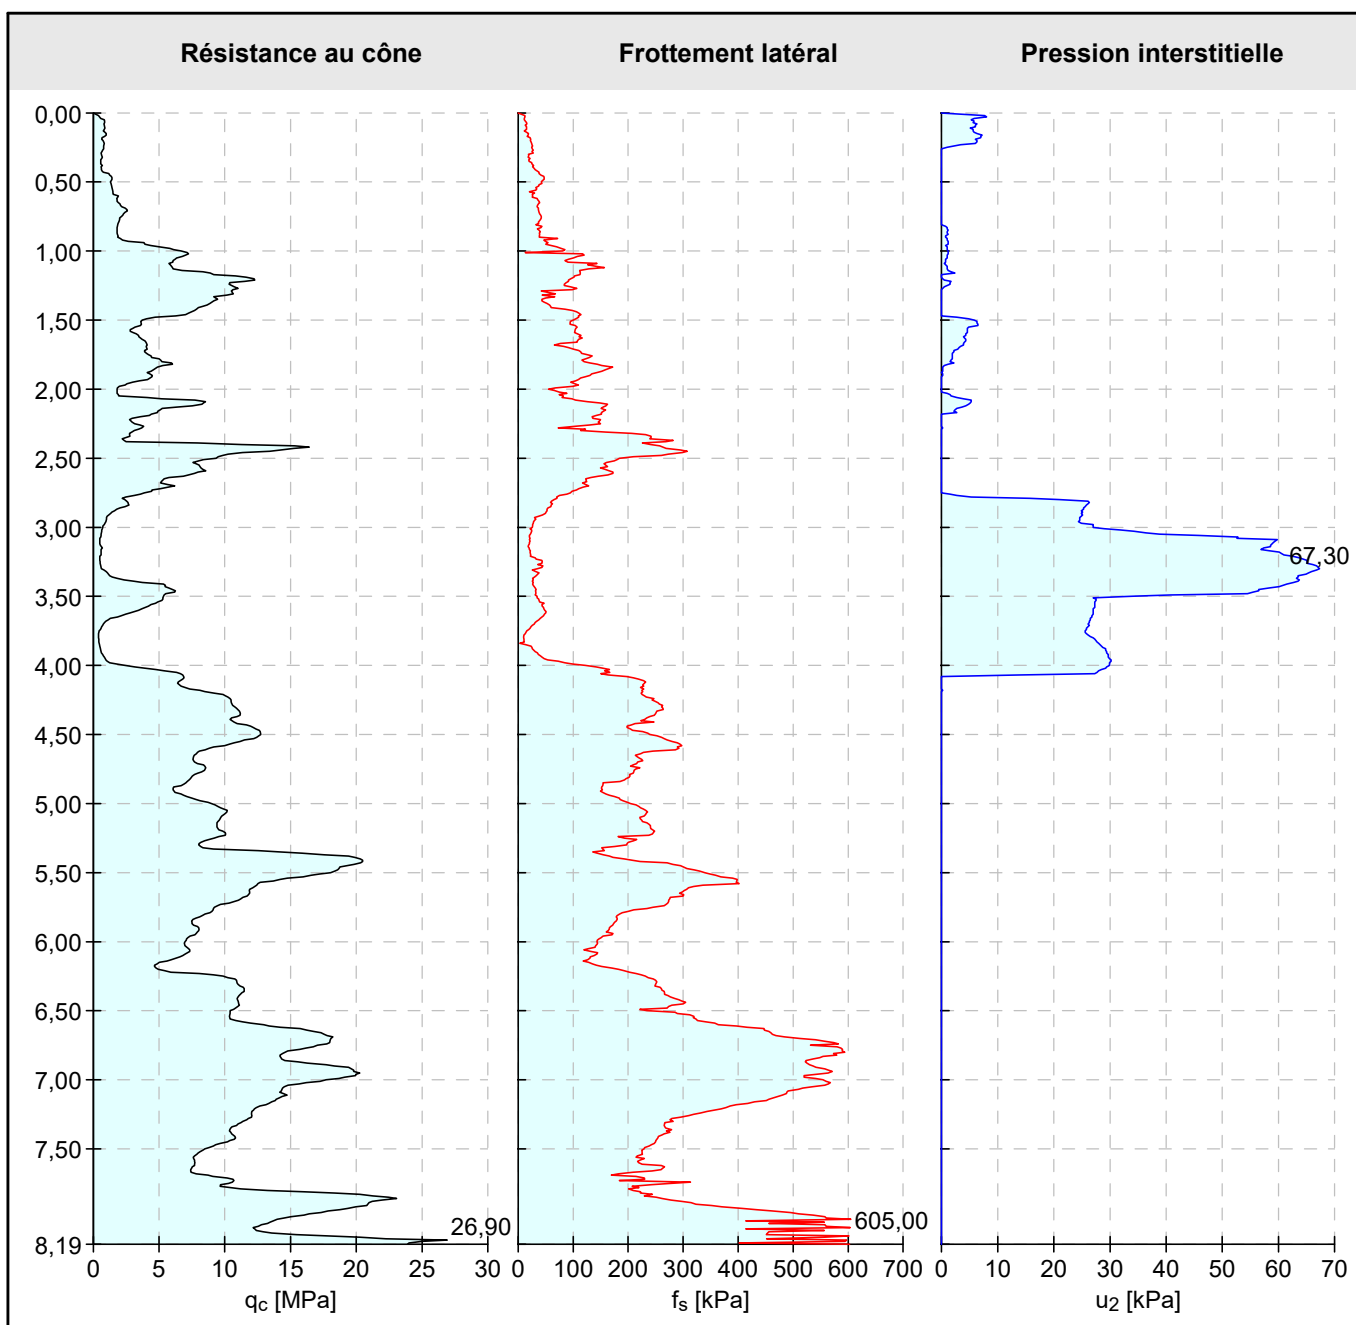 Résistance au cône
Frottement latéral
Pression interstitielle
0,00
0,50
1,00
1,50
2,00
2,50
3,00
67,30
3,50
4,00
4,50
5,00
5,50
6,00
6,50
7,00
7,50
26,90
605,00
8,19
0 5 10 15 20 25 30
0 100 200 300 400 500 600 700
0 10 20 30 40 50 60 70
qc [MPa]
fs [kPa]
u2 [kPa]